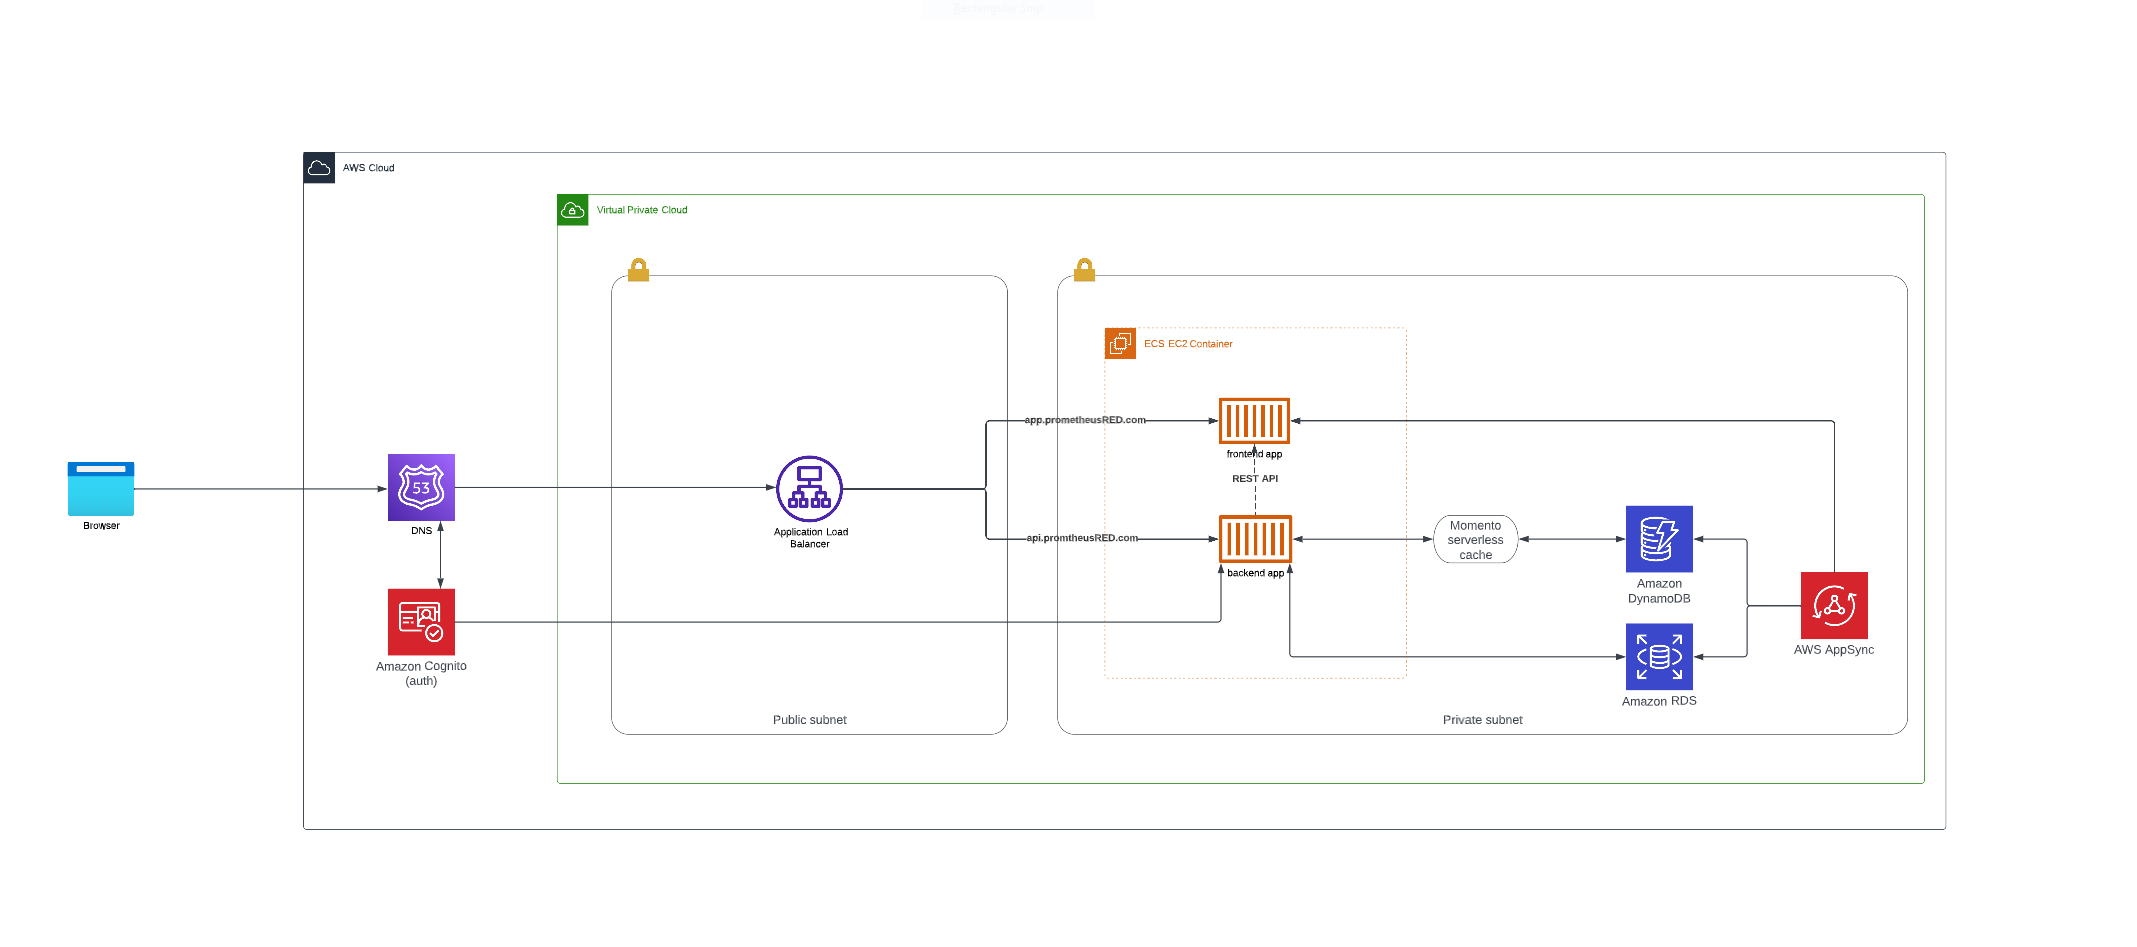 AWS Cloud
Virtual Private Cloud
ECS EC2 Container
app.prometheusRED.com
frontend app
REST API
Browser
53
DNS
Application Load
Balancer
api.promtheusRED.com
backend app
Momento
serverless
cache
Amazon
DynamoDB
AWS AppSync
Amazon Cognito
(auth)
Amazon RDS
Public subnet
Private subnet